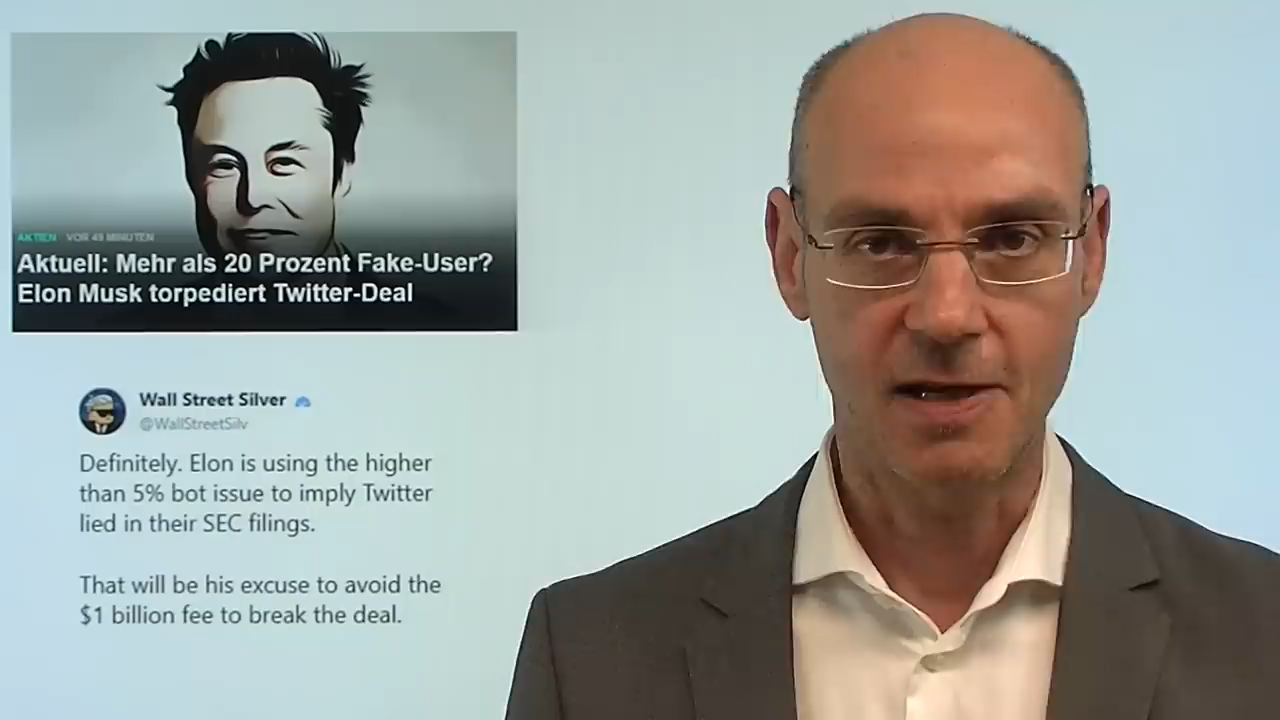 AKTIEN VOR 49 MINUTEN
Aktuell: Mehr als 20 Prozent Fake-User?
Elon Musk torpediert Twitter-Deal
Wall Street Silver
@WallStreetSilv
Definitely. Elon is using the higher
than 5% bot issue to imply Twitter
lied in their SEC filings.
That will be his excuse to avoid the
$1 billion fee to break the deal.